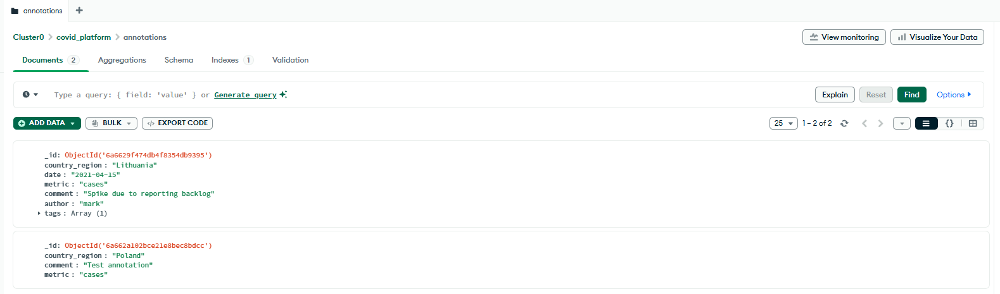 annotations
Cluster0 > covid_platform > annotations
View monitoring
Visualize Your Data
Documents 2 Aggregations Schema Indexes 1 Validation
Type a query: { field: 'value' } or Generate query
Explain Reset Find Options
ADD DATA BULK EXPORT CODE
25 1 – 2 of 2 {}
_id: ObjectId('6a6629f474db4f8354db9395')
country_region : "Lithuania"
date : "2021-04-15"
metric : "cases"
comment : "Spike due to reporting backlog"
author : "mark"
tags : Array (1)
_id: ObjectId('6a662a102bce21e8bec8bdcc')
country_region : "Poland"
comment : "Test annotation"
metric : "cases"